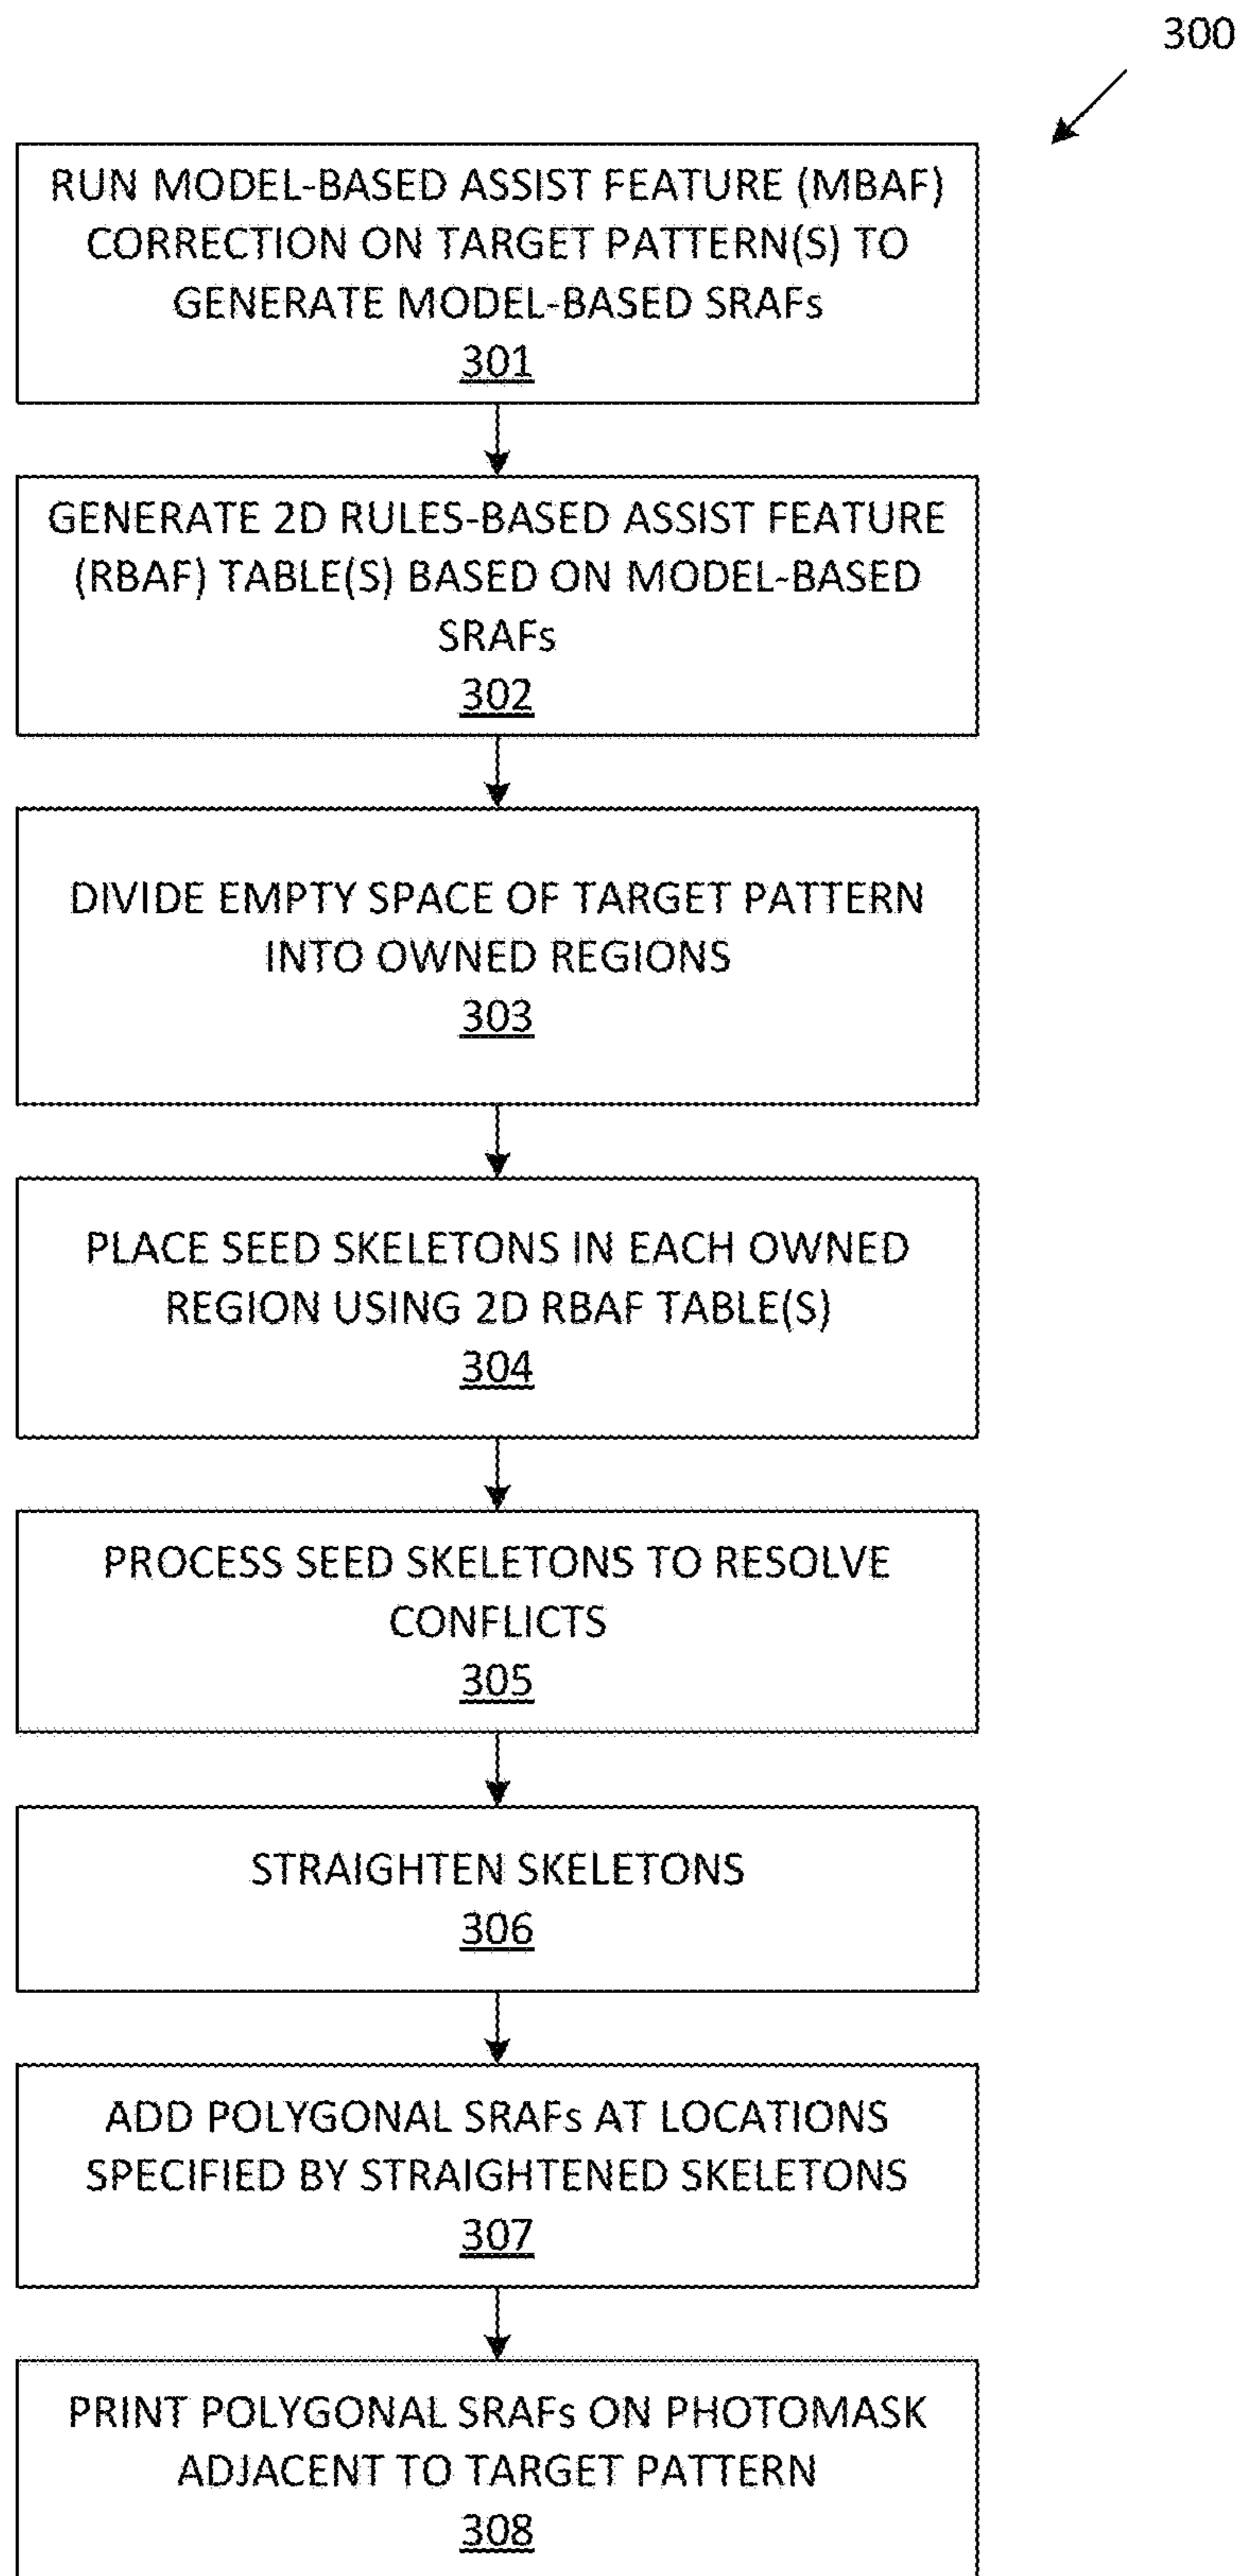 300
RUN MODEL-BASED ASSIST FEATURE (MBAF)
CORRECTION ON TARGET PATTERN(S) TO
GENERATE MODEL-BASED SRAFs
301
GENERATE 2D RULES-BASED ASSIST FEATURE
(RBAF) TABLE(S) BASED ON MODEL-BASED
SRAFs
302
DIVIDE EMPTY SPACE OF TARGET PATTERN
INTO OWNED REGIONS
303
PLACE SEED SKELETONS IN EACH OWNED
REGION USING 2D RBAF TABLE(S)
304
PROCESS SEED SKELETONS TO RESOLVE
CONFLICTS
305
STRAIGHTEN SKELETONS
306
ADD POLYGONAL SRAFs AT LOCATIONS
SPECIFIED BY STRAIGHTENED SKELETONS
307
PRINT POLYGONAL SRAFs ON PHOTOMASK
ADJACENT TO TARGET PATTERN
308